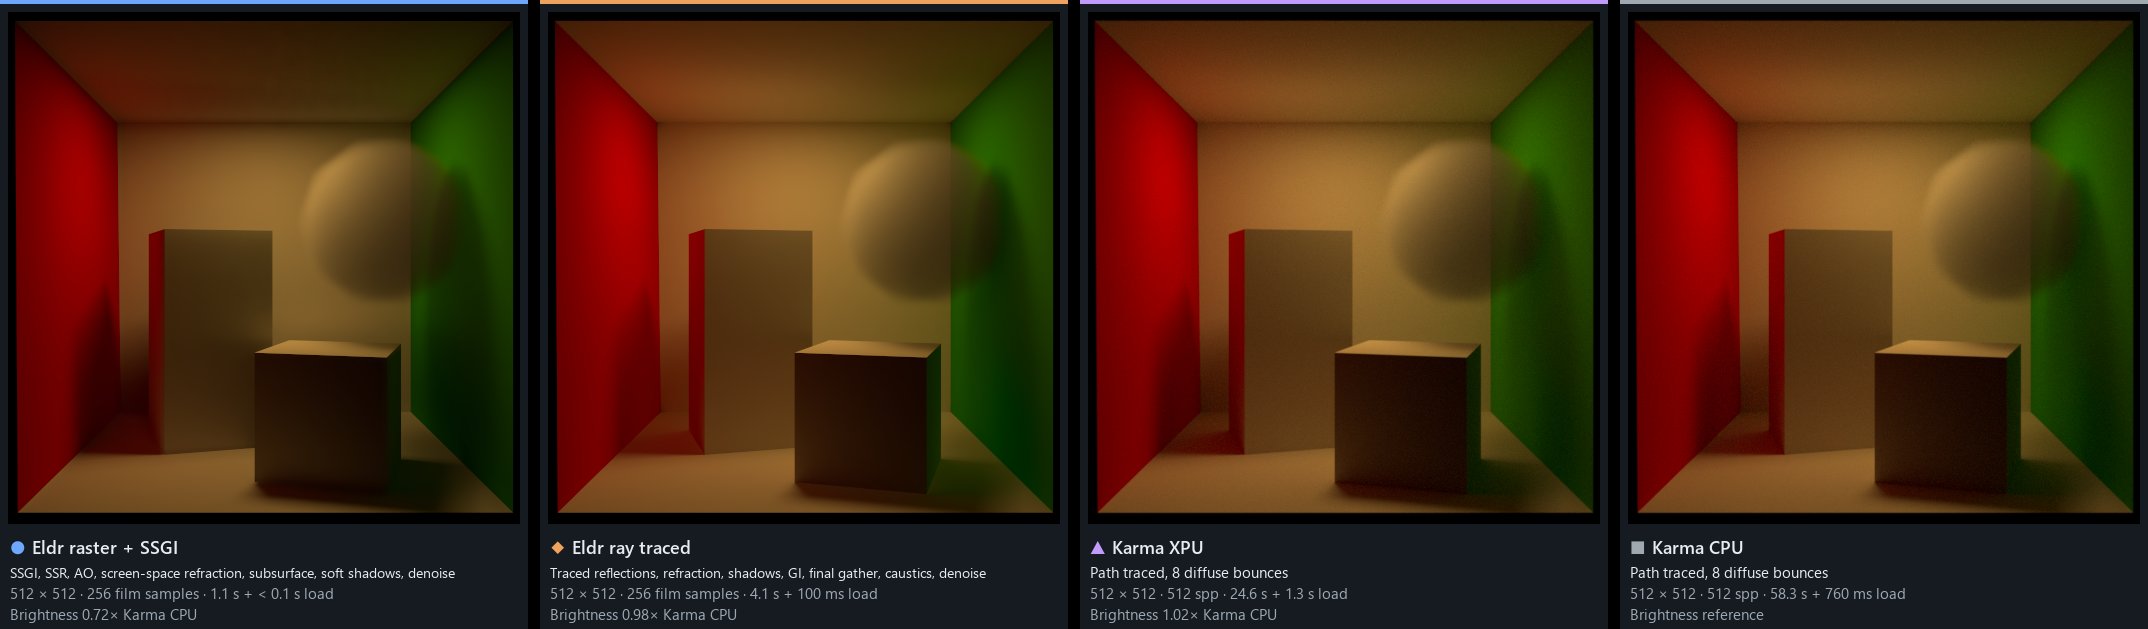 Eldr raster + SSGI
SSGI, SSR, AO, screen-space refraction, subsurface, soft shadows, denoise
512 × 512 · 256 film samples · 1.1 s + < 0.1 s load
Brightness 0.72× Karma CPU
Eldr ray traced
Traced reflections, refraction, shadows, GI, final gather, caustics, denoise
512 × 512 · 256 film samples · 4.1 s + 100 ms load
Brightness 0.98× Karma CPU
Karma XPU
Path traced, 8 diffuse bounces
512 × 512 · 512 spp · 24.6 s + 1.3 s load
Brightness 1.02× Karma CPU
Karma CPU
Path traced, 8 diffuse bounces
512 × 512 · 512 spp · 58.3 s + 760 ms load
Brightness reference